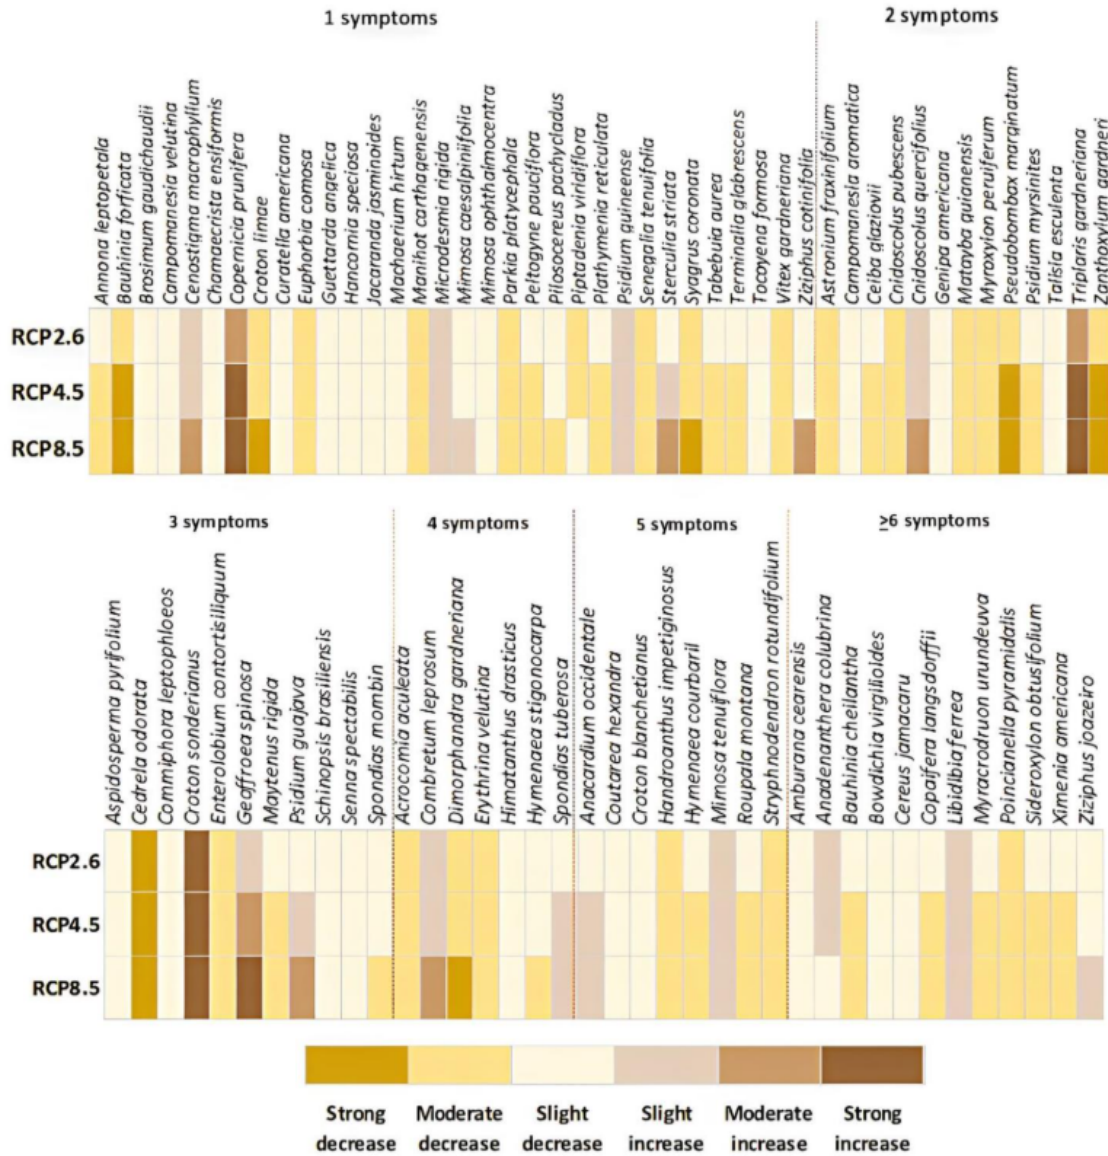 1 symptoms
2 symptoms
Annona leptopetala
Bauhinia forficata
Brosimum gaudichaudii
Campomanesia velutina
Cenostigma macrophyllum
Chamaecrista ensiformis
Copernicia prunifera
Croton limae
Curatella americana
Euphorbia comosa
Guettarda angelica
Hancornia speciosa
Jacaranda jasminoides
Machaerium hirtum
Manihot carthagenensis
Microdesmia rigida
Mimosa caesalpiniifolia
Mimosa ophthalmocentra
Parkia platycephala
Peltogyne pauciflora
Pilosocereus pachycladus
Piptadenia viridiflora
Plathymenia reticulata
Psidium guineense
Senegalia tenuifolia
Sterculia striata
Syagrus coronata
Tabebuia aurea
Terminalia glabrescens
Tocoyena formosa
Vitex gardneriana
Ziziphus cotinifolia
Astronium fraxinifolium
Campomanesia aromatica
Ceiba glaziovii
Cnidoscolus pubescens
Cnidoscolus quercifolius
Genipa americana
Matayba guianensis
Myroxylon peruiferum
Pseudobombax marginatum
Psidium myrsinites
Talisia esculenta
Triplaris gardneriana
Zanthoxylum gardneri
RCP2.6
RCP4.5
RCP8.5
3 symptoms
4 symptoms
5 symptoms
≥6 symptoms
Aspidosperma pyrifolium
Cedrela odorata
Commiphora leptophloeos
Croton sonderianus
Enterolobium contortisiliquum
Geoffroea spinosa
Maytenus rigida
Psidium guajava
Schinopsis brasiliensis
Senna spectabilis
Spondias mombin
Acrocomia aculeata
Combretum leprosum
Dimorphandra gardneriana
Erythrina velutina
Himatanthus drasticus
Hymenaea stigonocarpa
Spondias tuberosa
Anacardium occidentale
Coutarea hexandra
Croton blanchetianus
Handroanthus impetiginosus
Hymenaea courbaril
Mimosa tenuiflora
Roupala montana
Stryphnodendron rotundifolium
Amburana cearensis
Anadenanthera colubrina
Bauhinia cheilantha
Bowdichia virgilioides
Cereus jamacaru
Copaifera langsdorffii
Libidibia ferrea
Myracrodruon urundeuva
Poincianella pyramidalis
Sideroxylon obtusifolium
Ximenia americana
Ziziphus joazeiro
RCP2.6
RCP4.5
RCP8.5
Strong decrease
Moderate decrease
Slight decrease
Slight increase
Moderate increase
Strong increase